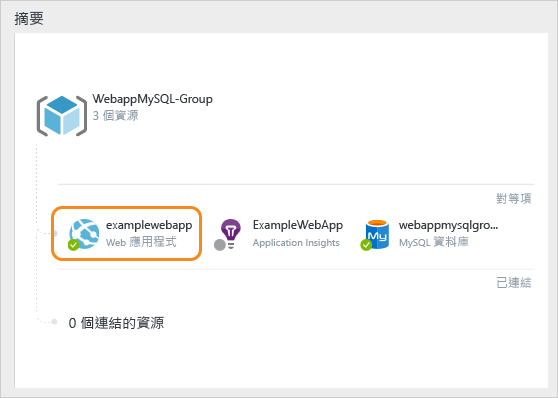 摘要
WebappMySQL-Group
3 個資源
對等項
examplewebapp
Web 應用程式
ExampleWebApp
Application Insights
webappmysqlgro...
MySQL 資料庫
My
已連結
0 個連結的資源